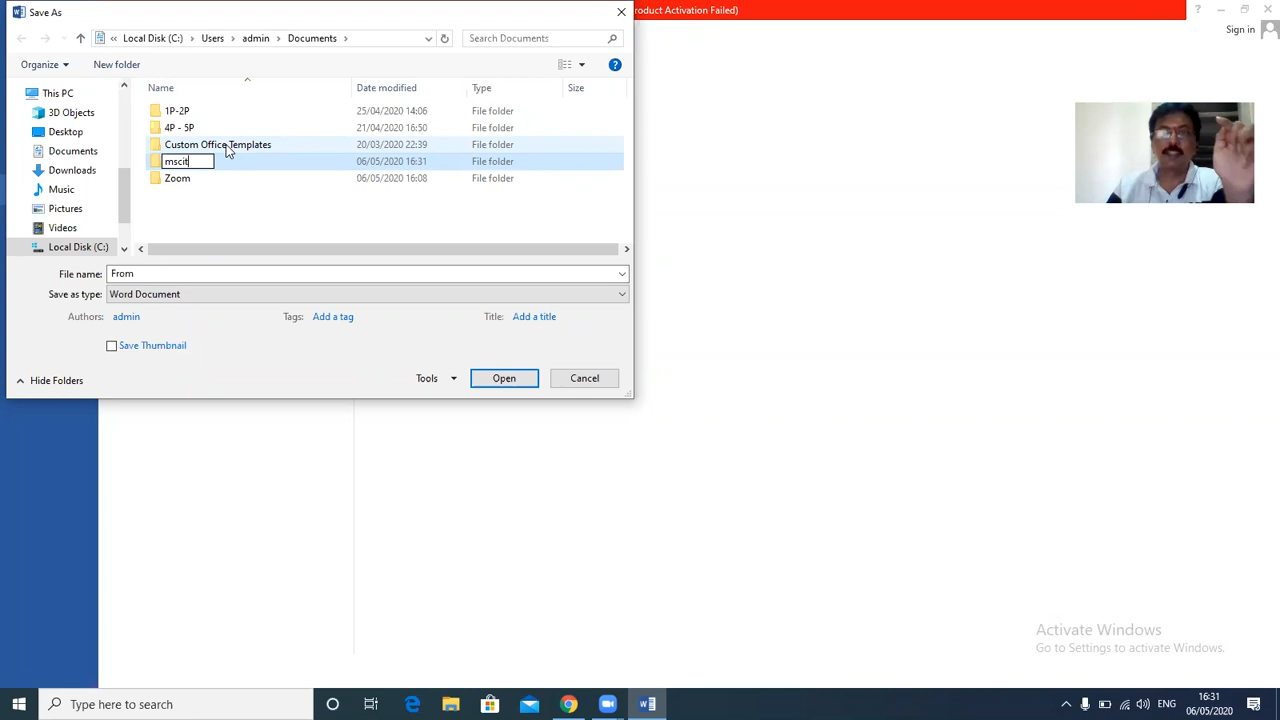 Save As
roduct Activation Failed)
Sign in
« Local Disk (C:) › Users › admin › Documents ›
Search Documents
Organize
New folder
Name Date modified Type Size
This PC
3D Objects
Desktop
Documents
Downloads
Music
Pictures
Videos
Local Disk (C:)
1P-2P 25/04/2020 14:06 File folder
4P - 5P 21/04/2020 16:50 File folder
Custom Office Templates 20/03/2020 22:39 File folder
mscit 06/05/2020 16:31 File folder
Zoom 06/05/2020 16:08 File folder
File name: From
Save as type: Word Document
Authors: admin
Tags: Add a tag
Title: Add a title
Save Thumbnail
Hide Folders
Tools
Open
Cancel
Activate Windows
Go to Settings to activate Windows.
Type here to search
ENG
16:31
06/05/2020